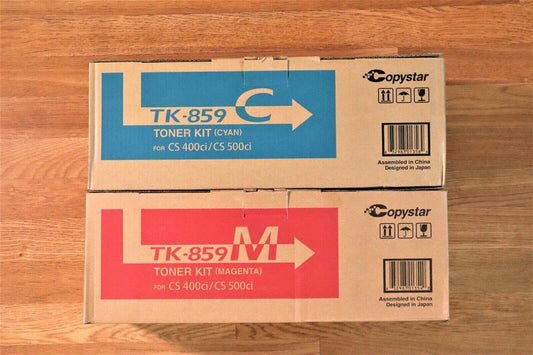 Copystar
TK-859 C
TONER KIT (CYAN)
FOR CS 400ci/CS 500ci
Assembled in China
Designed in Japan
Copystar
TK-859 M
TONER KIT (MAGENTA)
FOR CS 400ci/CS 500ci
Assembled in China
Designed in Japan